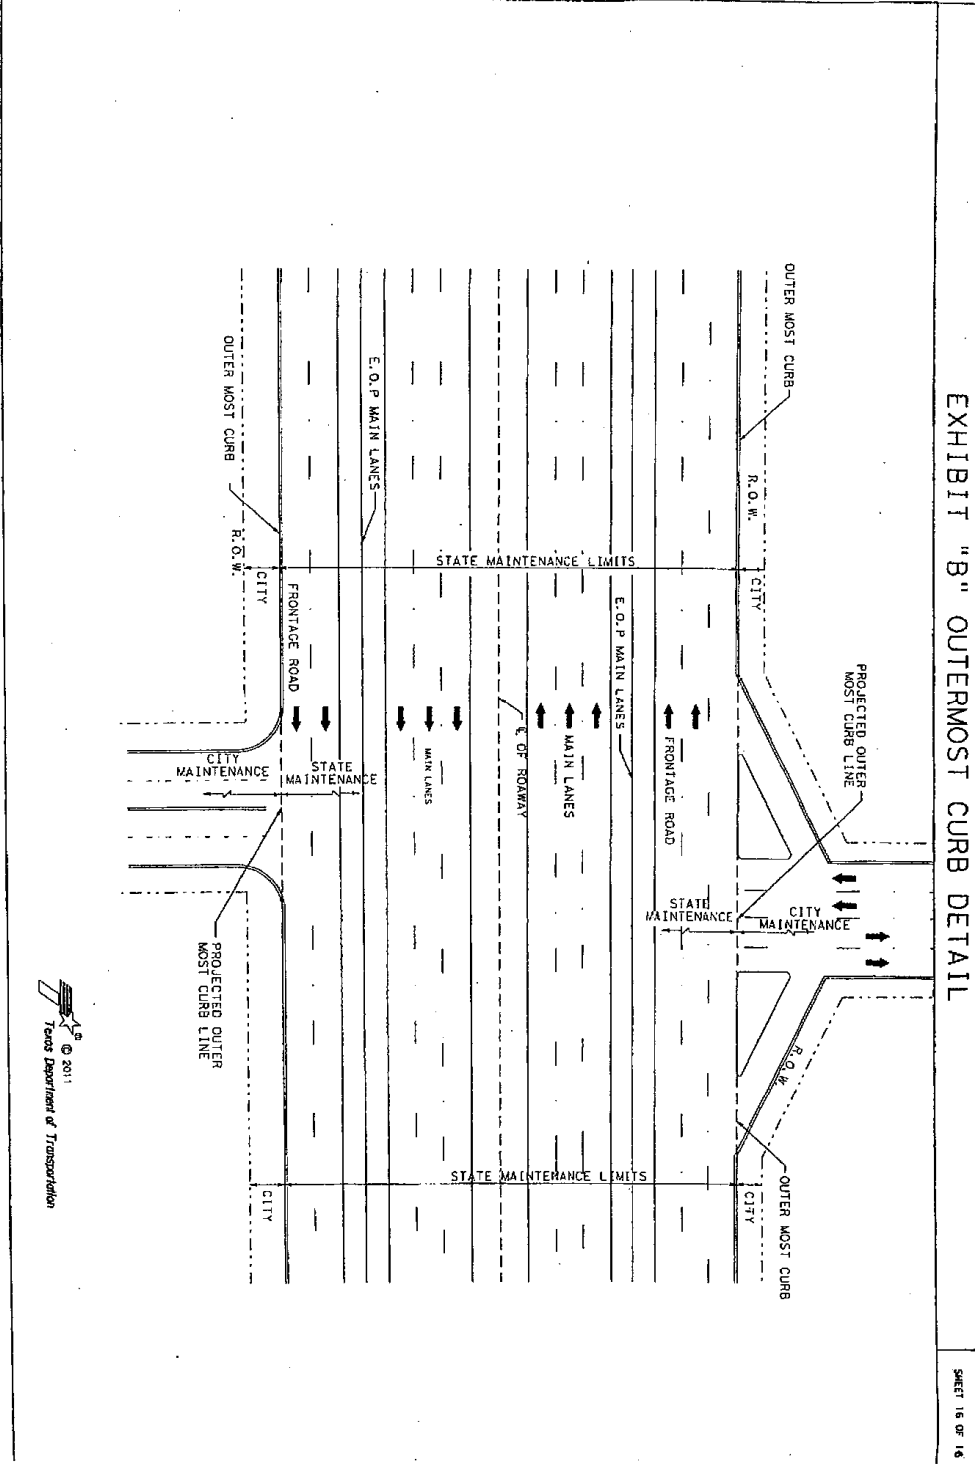 EXHIBIT "B" OUTERMOST CURB DETAIL
SHEET 16 OF 16
OUTER MOST CURB
R.O.W.
CITY
PROJECTED OUTER
MOST CURB LINE
STATE
MAINTENANCE
CITY
MAINTENANCE
R.O.W.
OUTER MOST CURB
CITY
FRONTAGE ROAD
E.O.P MAIN LANES
MAIN LANES
STATE MAINTENANCE LIMITS
STATE MAINTENANCE LIMITS
℄ OF ROAWAY
MAIN LANES
E.O.P MAIN LANES
FRONTAGE ROAD
STATE
MAINTENANCE
CITY
MAINTENANCE
CITY
R.O.W.
OUTER MOST CURB
PROJECTED OUTER
MOST CURB LINE
CITY
® © 2011
Texas Department of Transportation